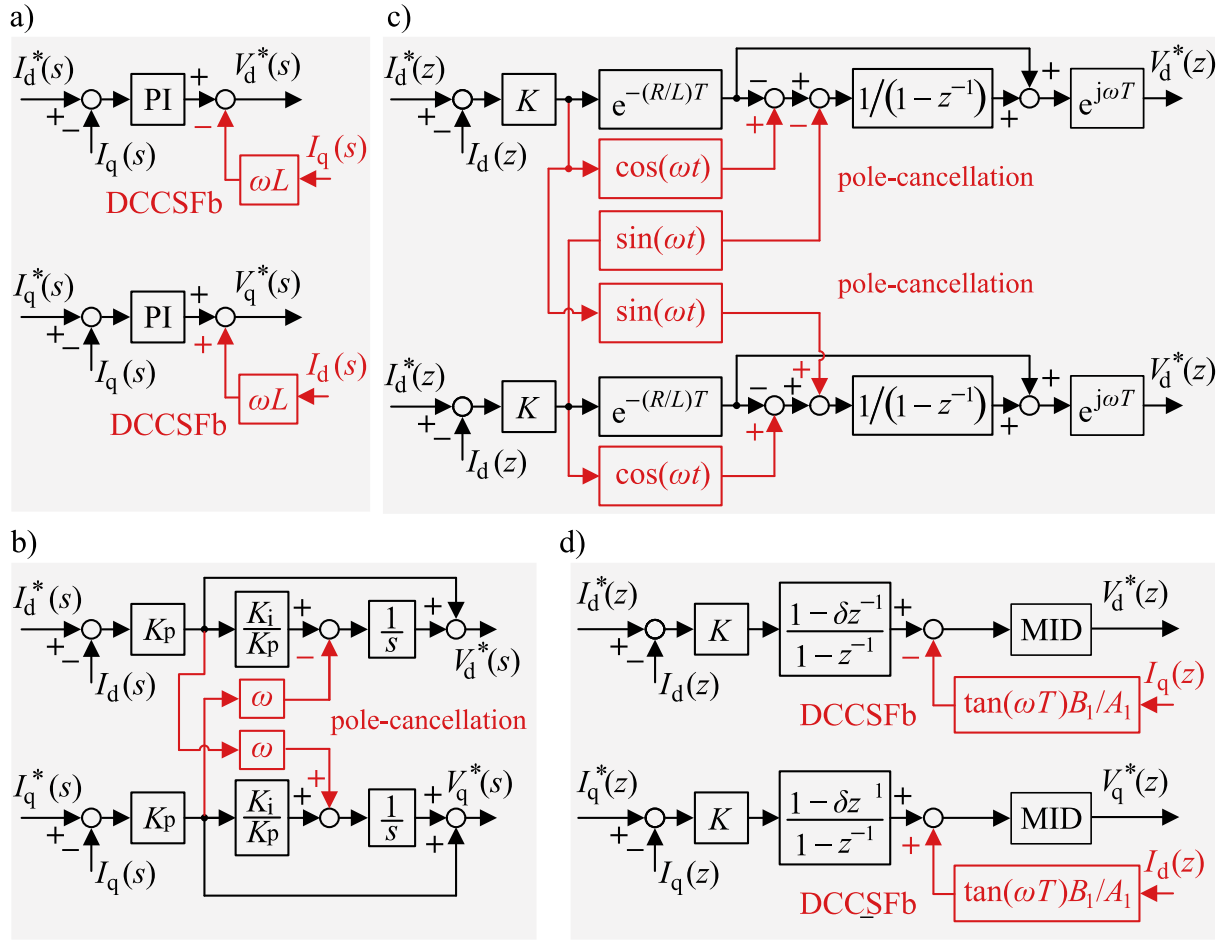 a)
I_d*(s) + − PI + − V_d*(s)
I_q(s) I_q(s)
DCCSFb ωL
I_q*(s) + − PI + + V_q*(s)
I_q(s) I_d(s)
DCCSFb ωL
c)
I_d*(z) + − K e^{−(R/L)T} − + + − 1/(1−z^{−1}) + + e^{jωT} V_d*(z)
I_d(z)
cos(ωt) pole-cancellation
sin(ωt)
sin(ωt) pole-cancellation
I_d*(z) + − K e^{−(R/L)T} − + + + 1/(1−z^{−1}) + + e^{jωT} V_d*(z)
I_d(z)
cos(ωt)
b)
I_d*(s) + − Kp K_i/Kp + − 1/s + V_d*(s)
I_d(s)
ω
pole-cancellation
ω
I_q*(s) + − Kp K_i/Kp + + 1/s + + V_q*(s)
I_q(s)
d)
I_d*(z) + − K 1−δz^{−1} / 1−z^{−1} + − MID V_d*(z)
I_d(z) I_q(z)
DCCSFb tan(ωT)B_1/A_1
I_q*(z) + − K 1−δz^{1} / 1−z^{−1} + + MID V_q*(z)
I_q(z) I_d(z)
DCCSFb tan(ωT)B_1/A_1